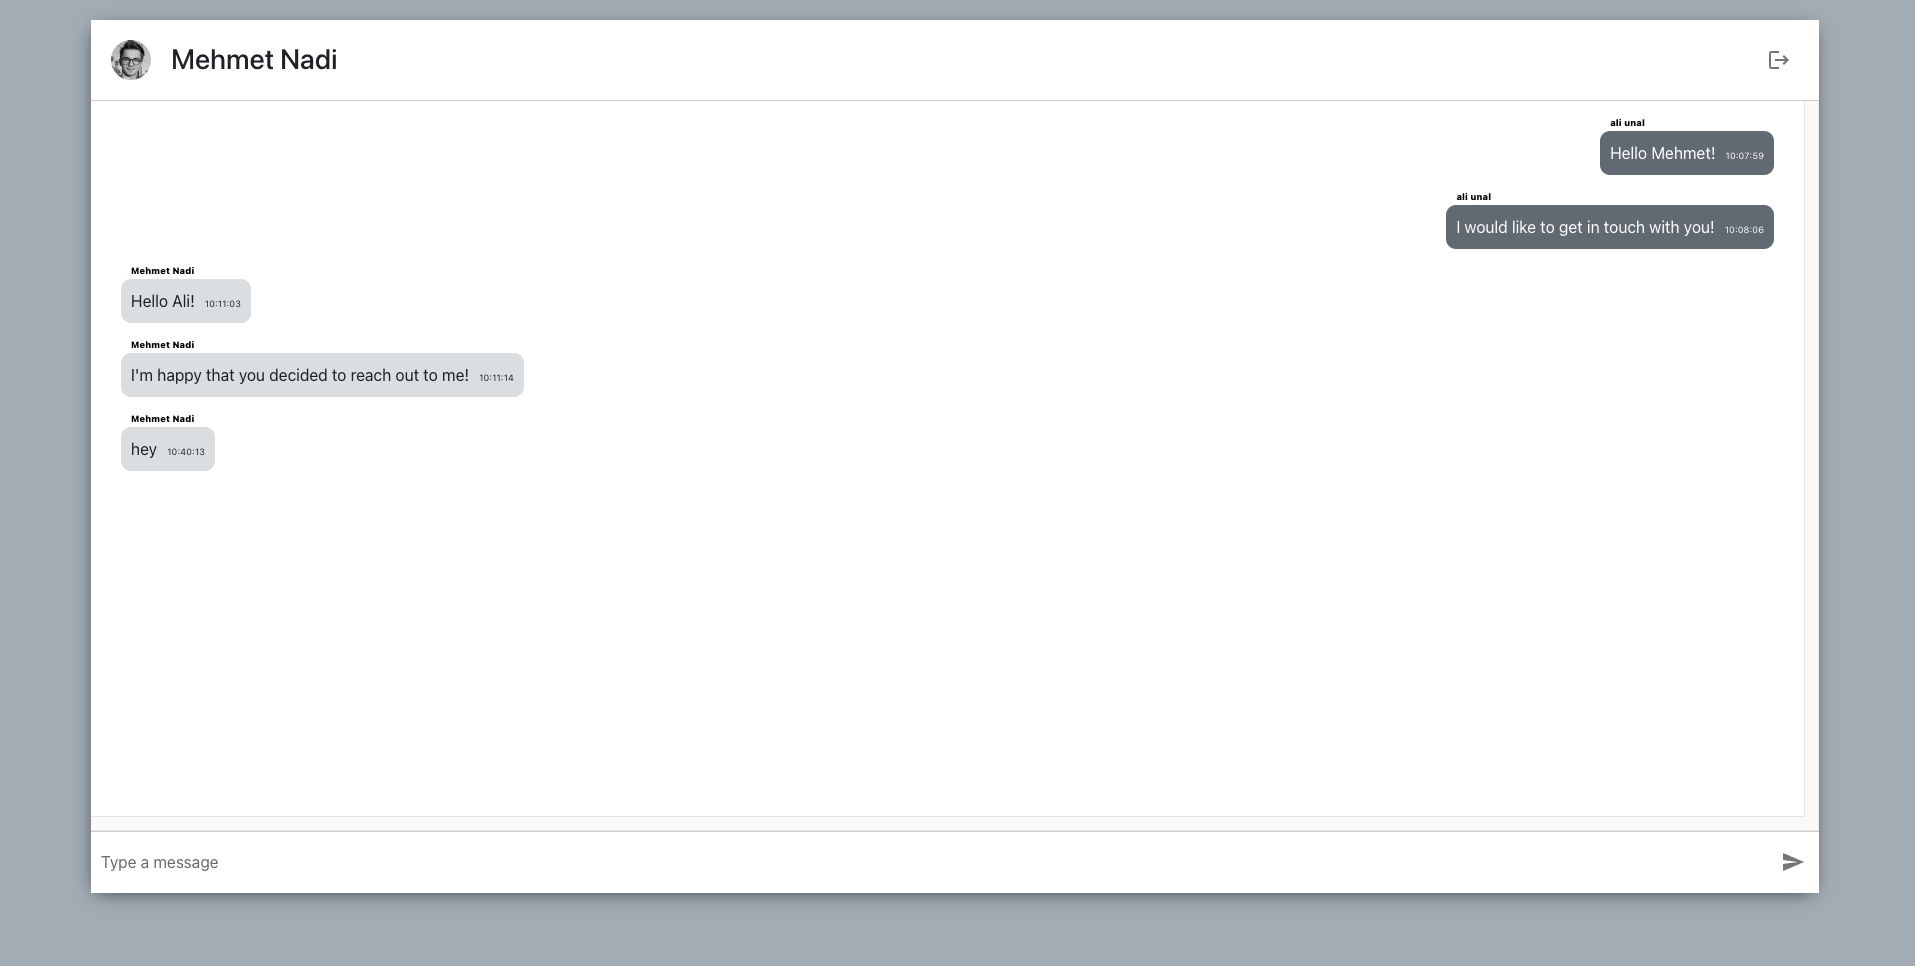 Mehmet Nadi
ali unal
Hello Mehmet! 10:07:59
ali unal
I would like to get in touch with you! 10:08:06
Mehmet Nadi
Hello Ali! 10:11:03
Mehmet Nadi
I'm happy that you decided to reach out to me! 10:11:14
Mehmet Nadi
hey 10:40:13
Type a message